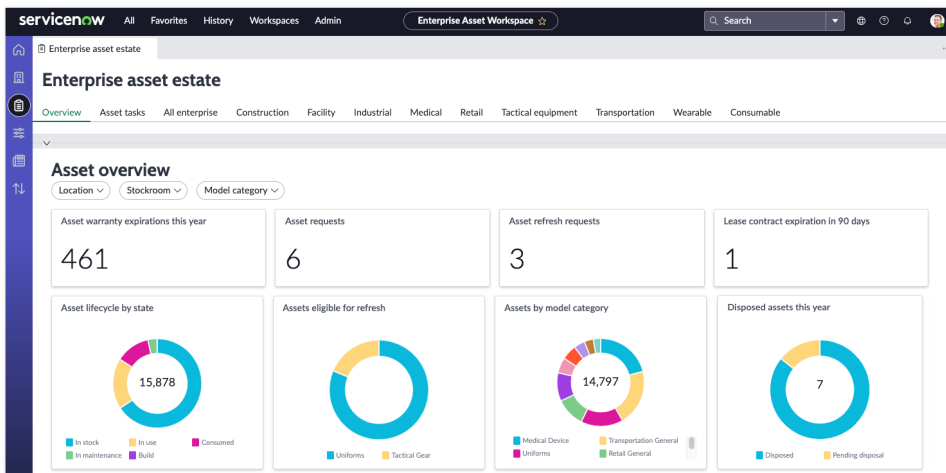 servicenow All Favorites History Workspaces Admin Enterprise Asset Workspace Search
Enterprise asset estate
Enterprise asset estate
Overview Asset tasks All enterprise Construction Facility Industrial Medical Retail Tactical equipment Transportation Wearable Consumable
Asset overview
Location Stockroom Model category
Asset warranty expirations this year Asset requests Asset refresh requests Lease contract expiration in 90 days
461 6 3 1
Asset lifecycle by state Assets eligible for refresh Assets by model category Disposed assets this year
15,878 14,797 7
In stock In use Consumed Medical Device Transportation General
In maintenance Build Uniforms Tactical Gear Uniforms Retail General Disposed Pending disposal